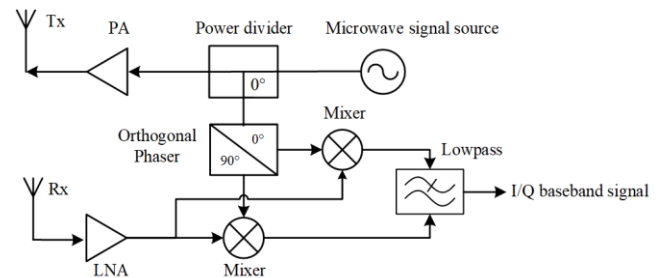 Tx
PA
Power divider
Microwave signal source
0°
Mixer
Orthogonal
Phaser
0°
90°
Lowpass
Rx
I/Q baseband signal
LNA
Mixer